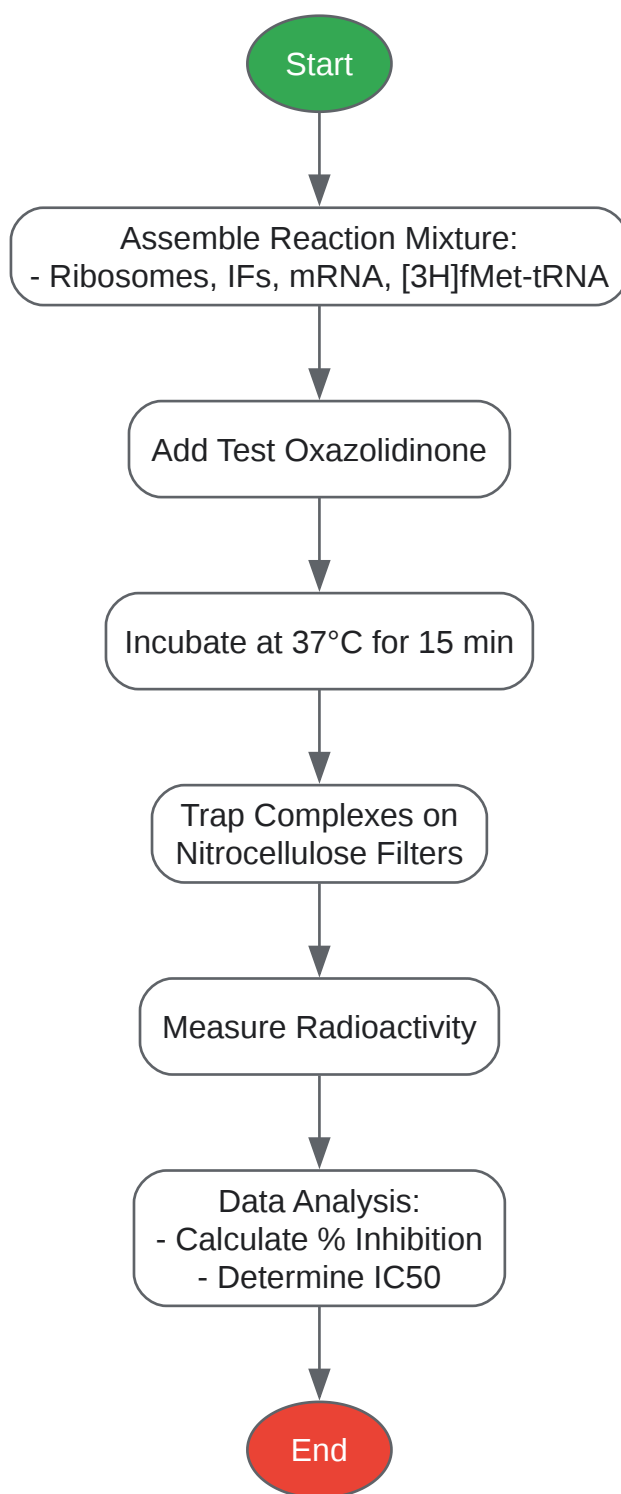 Start
Assemble Reaction Mixture:
- Ribosomes, IFs, mRNA, [3H]fMet-tRNA
Add Test Oxazolidinone
Incubate at 37°C for 15 min
Trap Complexes on
Nitrocellulose Filters
Measure Radioactivity
Data Analysis:
- Calculate % Inhibition
- Determine IC50
End